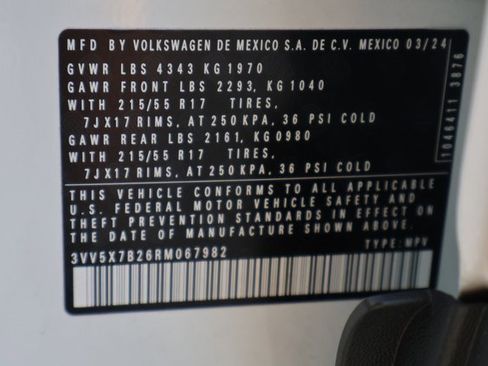 MFD BY VOLKSWAGEN DE MEXICO S.A. DE C.V. MEXICO 03/24
GVWR LBS 4343 KG 1970
GAWR FRONT LBS 2293, KG 1040
WITH 215/55 R17 TIRES,
7JX17 RIMS, AT 250 KPA, 36 PSI COLD
GAWR REAR LBS 2161, KG 0980
WITH 215/55 R17 TIRES,
7JX17 RIMS, AT 250 KPA, 36 PSI COLD
THIS VEHICLE CONFORMS TO ALL APPLICABLE
U.S. FEDERAL MOTOR VEHICLE SAFETY AND
THEFT PREVENTION STANDARDS IN EFFECT ON
THE DATE OF MANUFACTURE SHOWN ABOVE.
3VV5X7B26RM067982 TYPE: MPV
1046411 3876